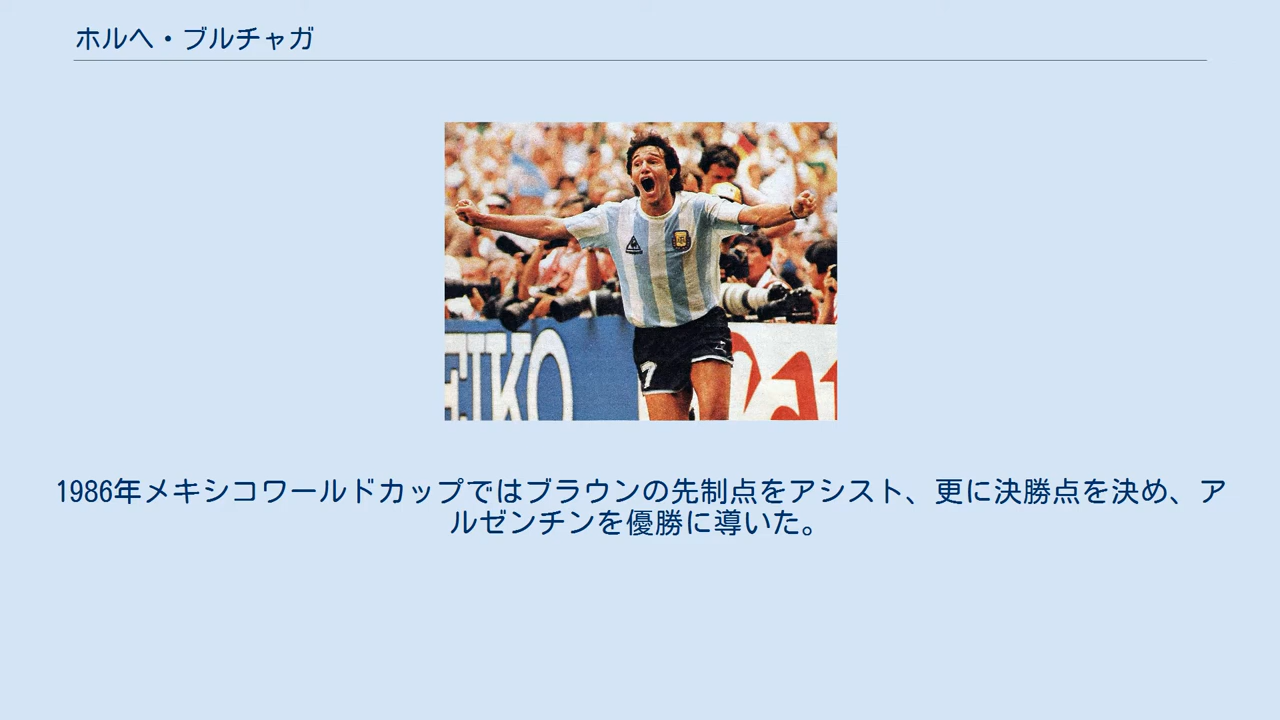 ホルヘ・ブルチャガ
EIKO
7
1986年メキシコワールドカップではブラウンの先制点をアシスト、更に決勝点を決め、ア
ルゼンチンを優勝に導いた。